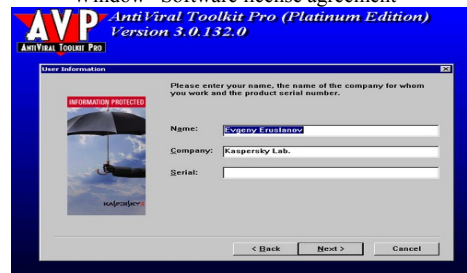 Window "Software license agreement"
AVP
ANTIVIRAL TOOLKIT PRO
AntiViral Toolkit Pro (Platinum Edition)
Version 3.0.132.0
User Information
Please enter your name, the name of the company for whom
you work and the product serial number.
INFORMATION PROTECTED
Name:
Evgeny Eruslanov
Company:
Kaspersky Lab.
Serial:
KASPERSKY
< Back
Next >
Cancel